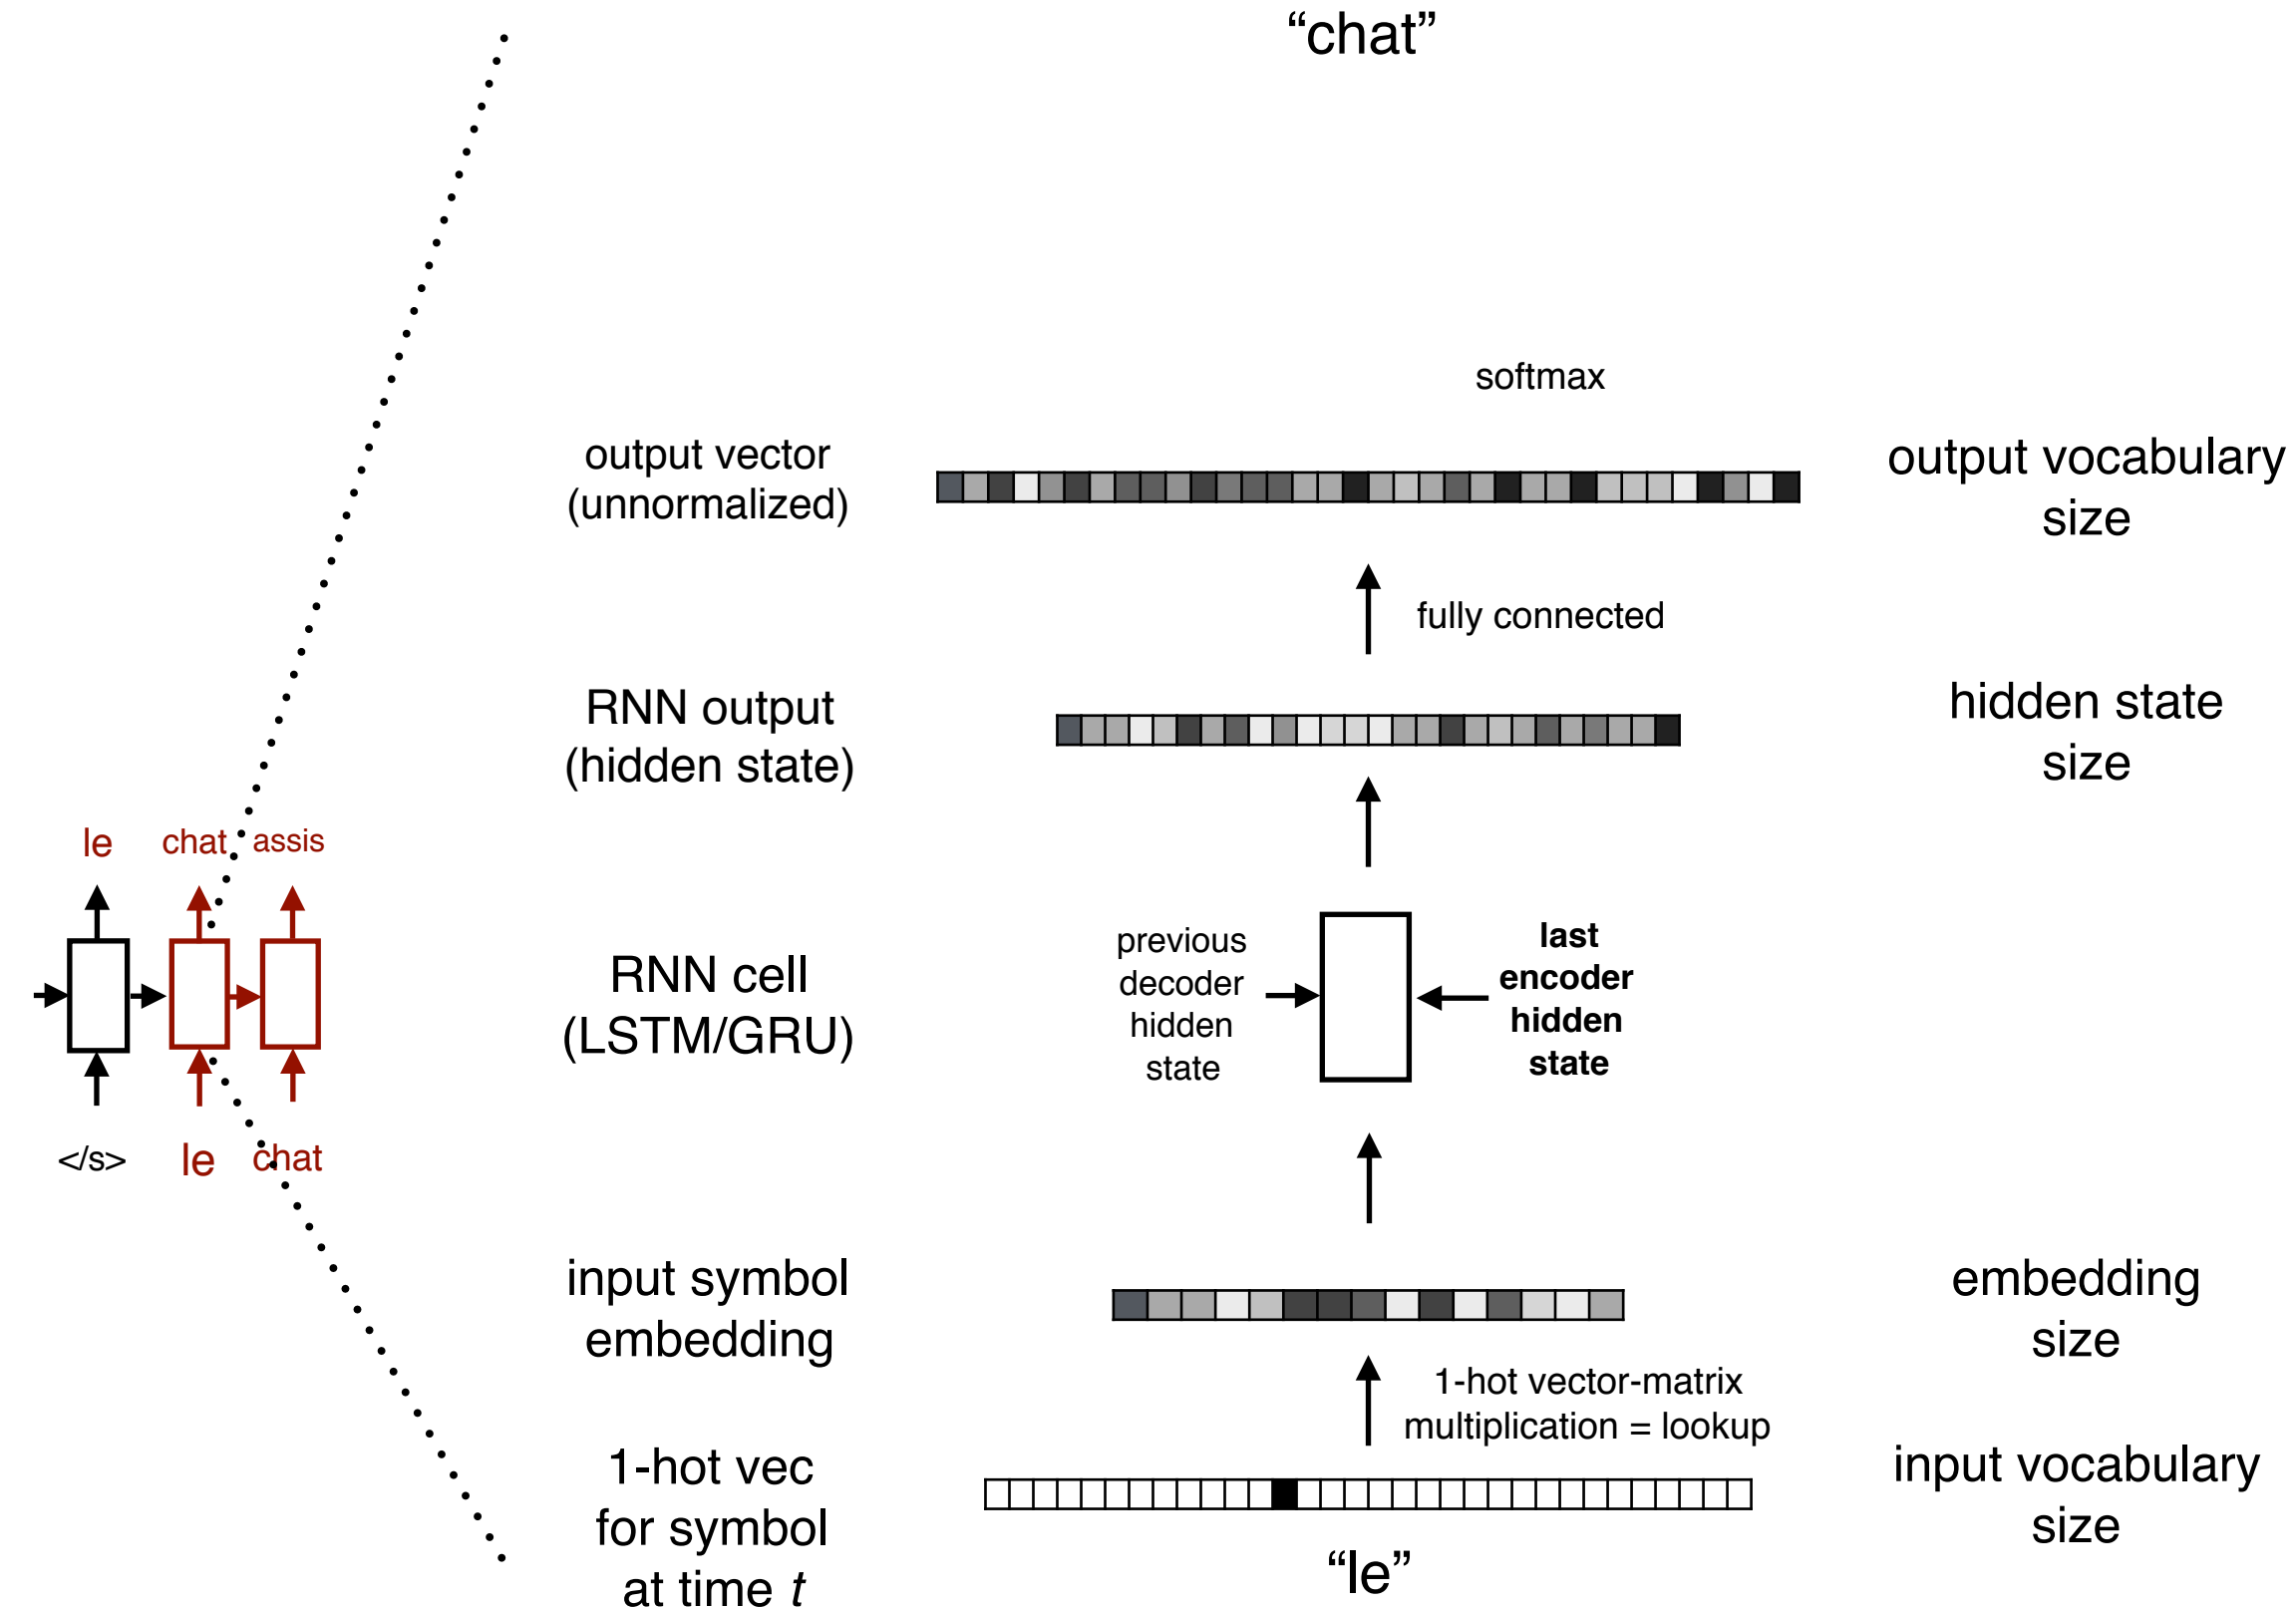 “chat”
softmax
output vector
(unnormalized)
output vocabulary
size
fully connected
RNN output
(hidden state)
hidden state
size
le
chat
assis
RNN cell
(LSTM/GRU)
previous
decoder
hidden
state
last
encoder
hidden
state
</s>
le
chat
input symbol
embedding
embedding
size
1-hot vector-matrix
multiplication = lookup
1-hot vec
for symbol
at time t
input vocabulary
size
“le”